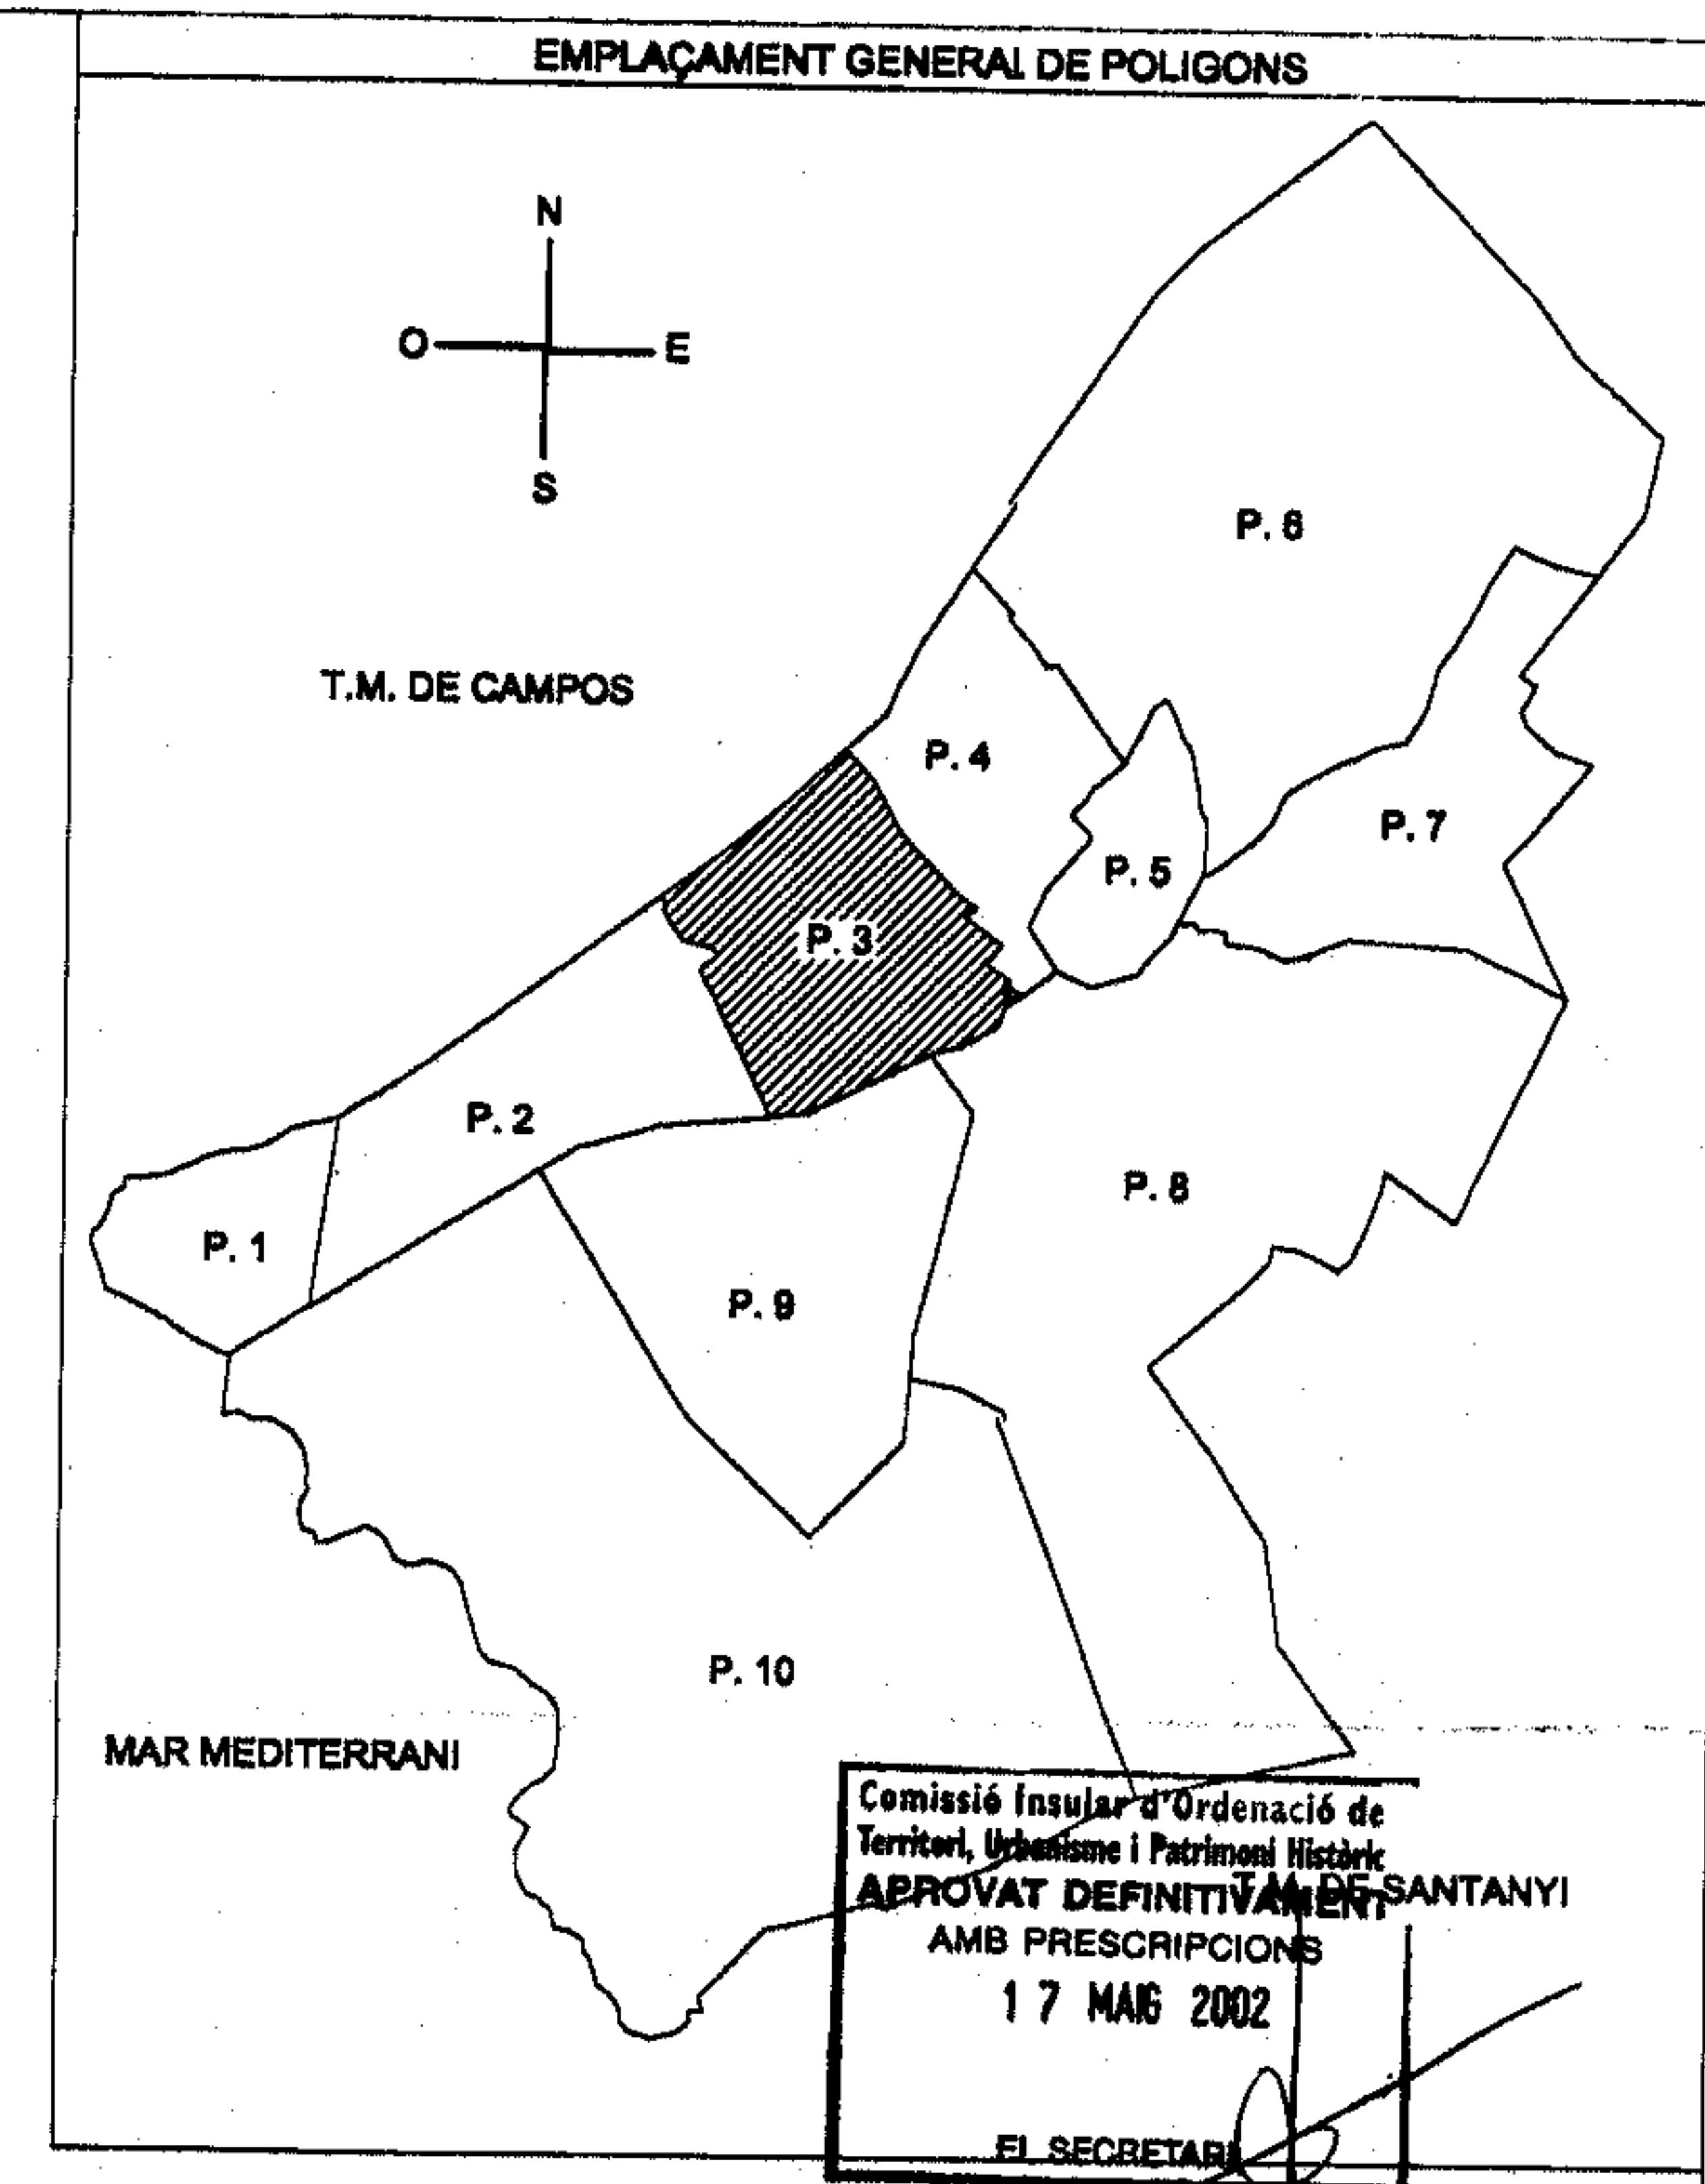 EMPLAÇAMENT GENERAL DE POLIGONS
N
O
E
S
P. 6
T.M. DE CAMPOS
P. 4
P. 7
P. 5
P. 3
P. 2
P. 8
P. 1
P. 9
P. 10
MAR MEDITERRANI
Comissió Insular d'Ordenació de
Territori, Urbanisme i Patrimoni Històric
APROVAT DEFINITIVAMENT
T.M. DE SANTANYI
AMB PRESCRIPCIONS
17 MAIG 2002
EL SECRETARI